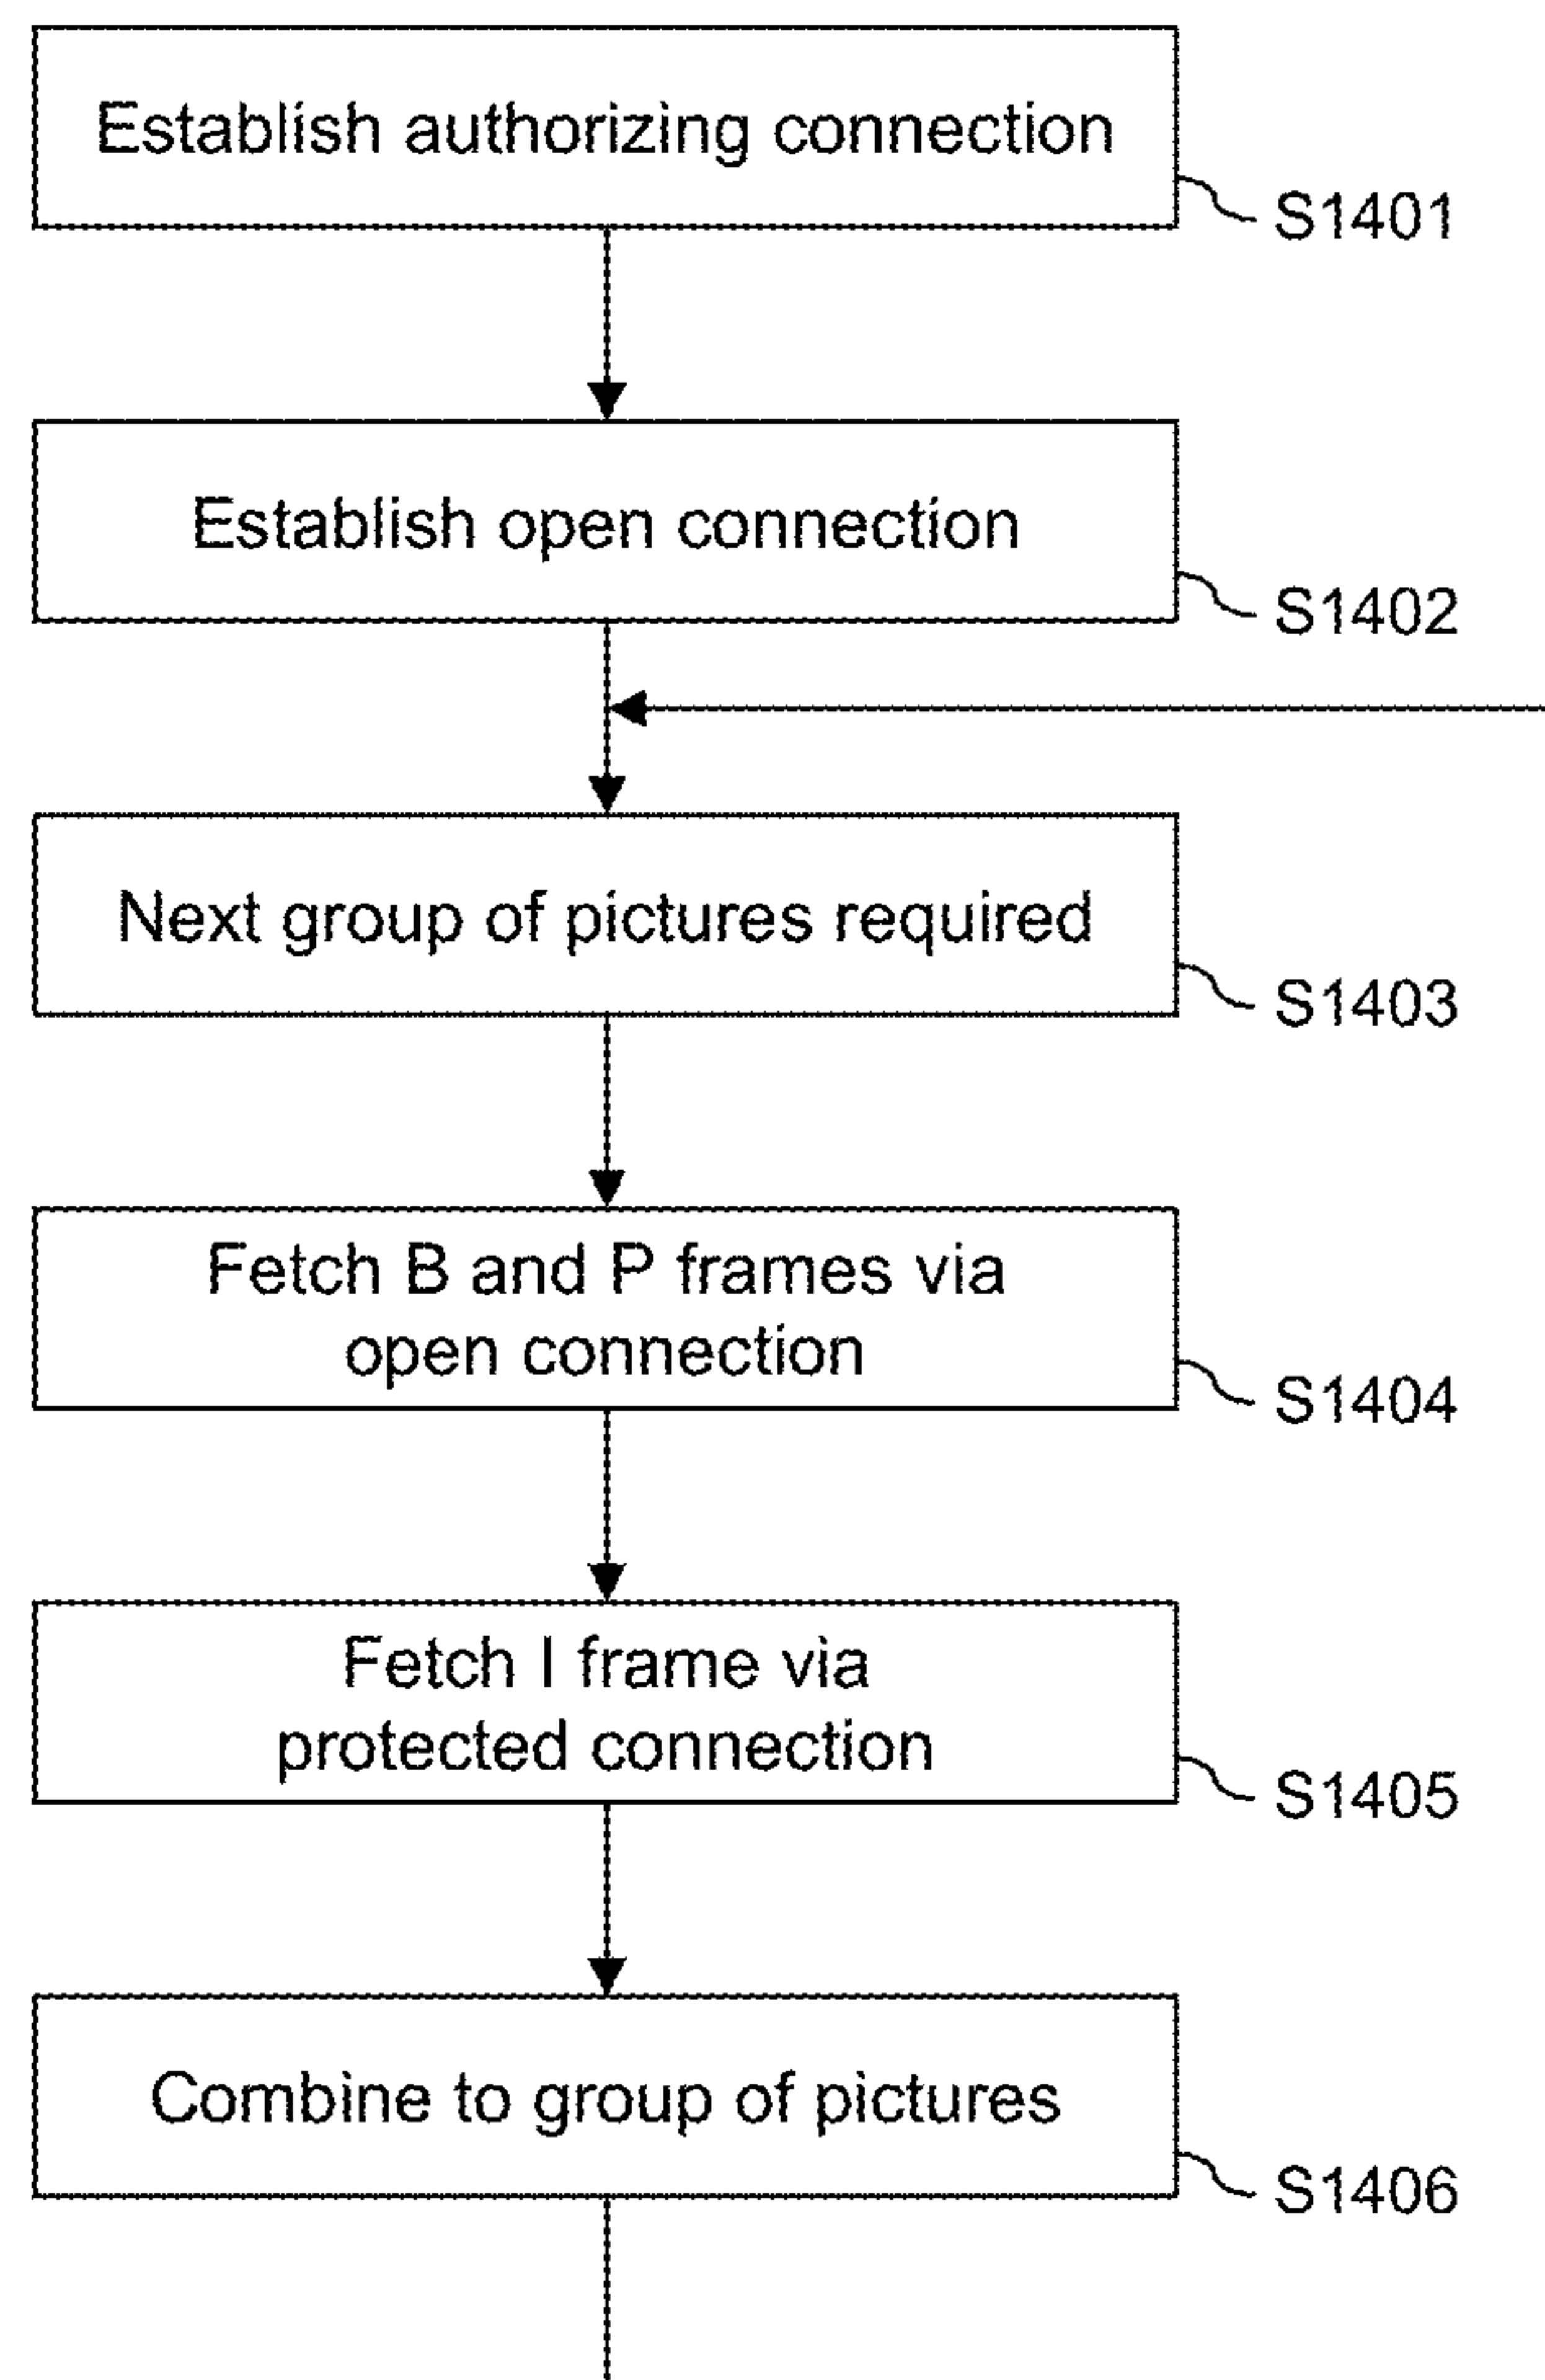 Establish authorizing connection
S1401
Establish open connection
S1402
Next group of pictures required
S1403
Fetch B and P frames via
open connection
S1404
Fetch I frame via
protected connection
S1405
Combine to group of pictures
S1406